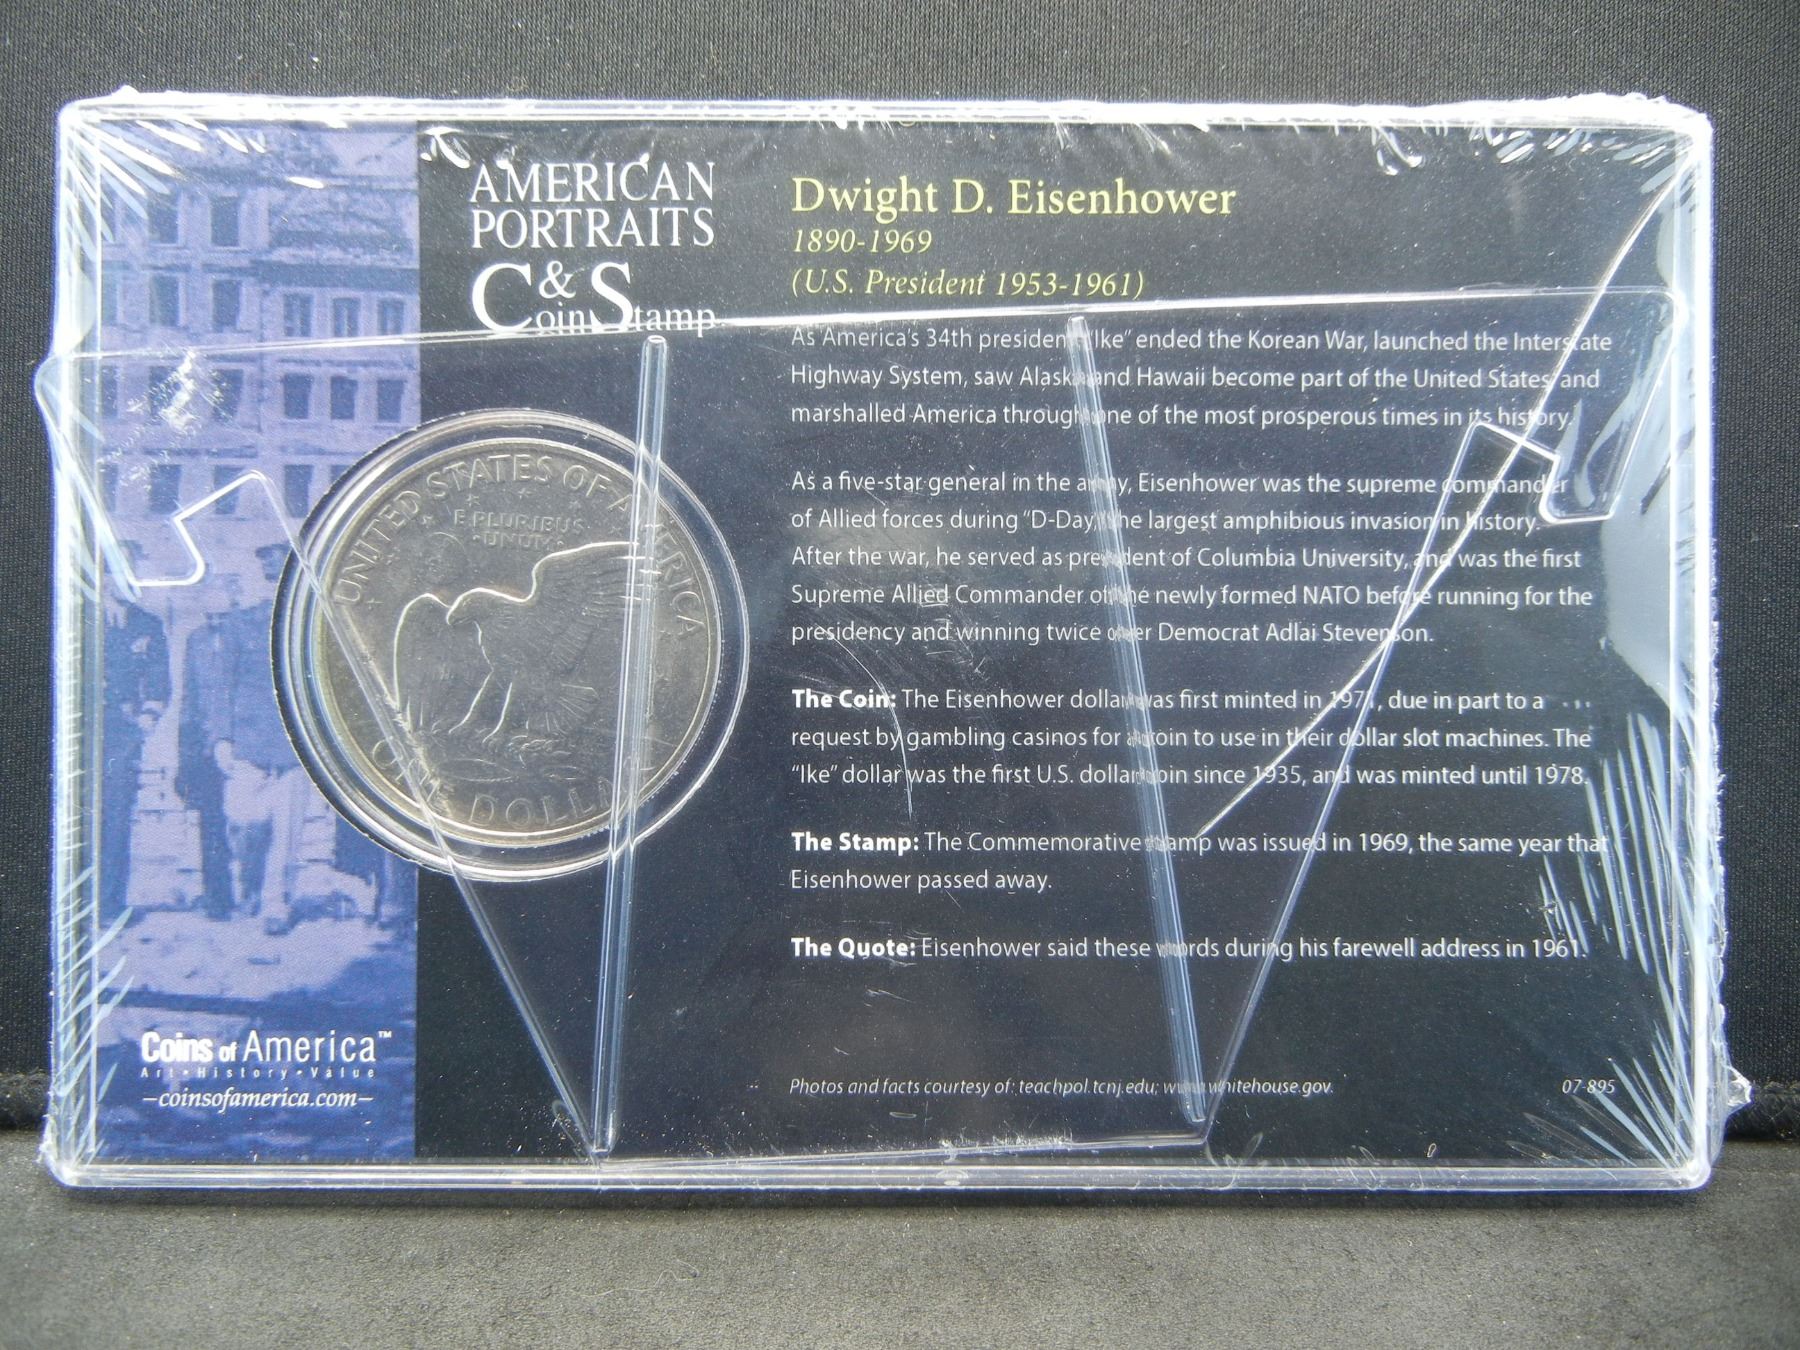 AMERICAN
PORTRAITS
Coin & Stamp
Dwight D. Eisenhower
1890-1969
(U.S. President 1953-1961)
As America's 34th president "Ike" ended the Korean War, launched the Interstate
Highway System, saw Alaska and Hawaii become part of the United States, and
marshalled America through one of the most prosperous times in its history.
As a five-star general in the army, Eisenhower was the supreme commander
of Allied forces during "D-Day," the largest amphibious invasion in history.
After the war, he served as president of Columbia University, and was the first
Supreme Allied Commander of the newly formed NATO before running for the
presidency and winning twice over Democrat Adlai Stevenson.
The Coin: The Eisenhower dollar was first minted in 1971, due in part to a
request by gambling casinos for a coin to use in their dollar slot machines. The
"Ike" dollar was the first U.S. dollar coin since 1935, and was minted until 1978.
The Stamp: The Commemorative stamp was issued in 1969, the same year that
Eisenhower passed away.
The Quote: Eisenhower said these words during his farewell address in 1961.
Photos and facts courtesy of: teachpol.tcnj.edu; www.whitehouse.gov.
07-895
UNITED STATES OF AMERICA
E PLURIBUS
·UNUM·
ONE DOLLAR
Coins of America™
Art•History•Value
–coinsofamerica.com–